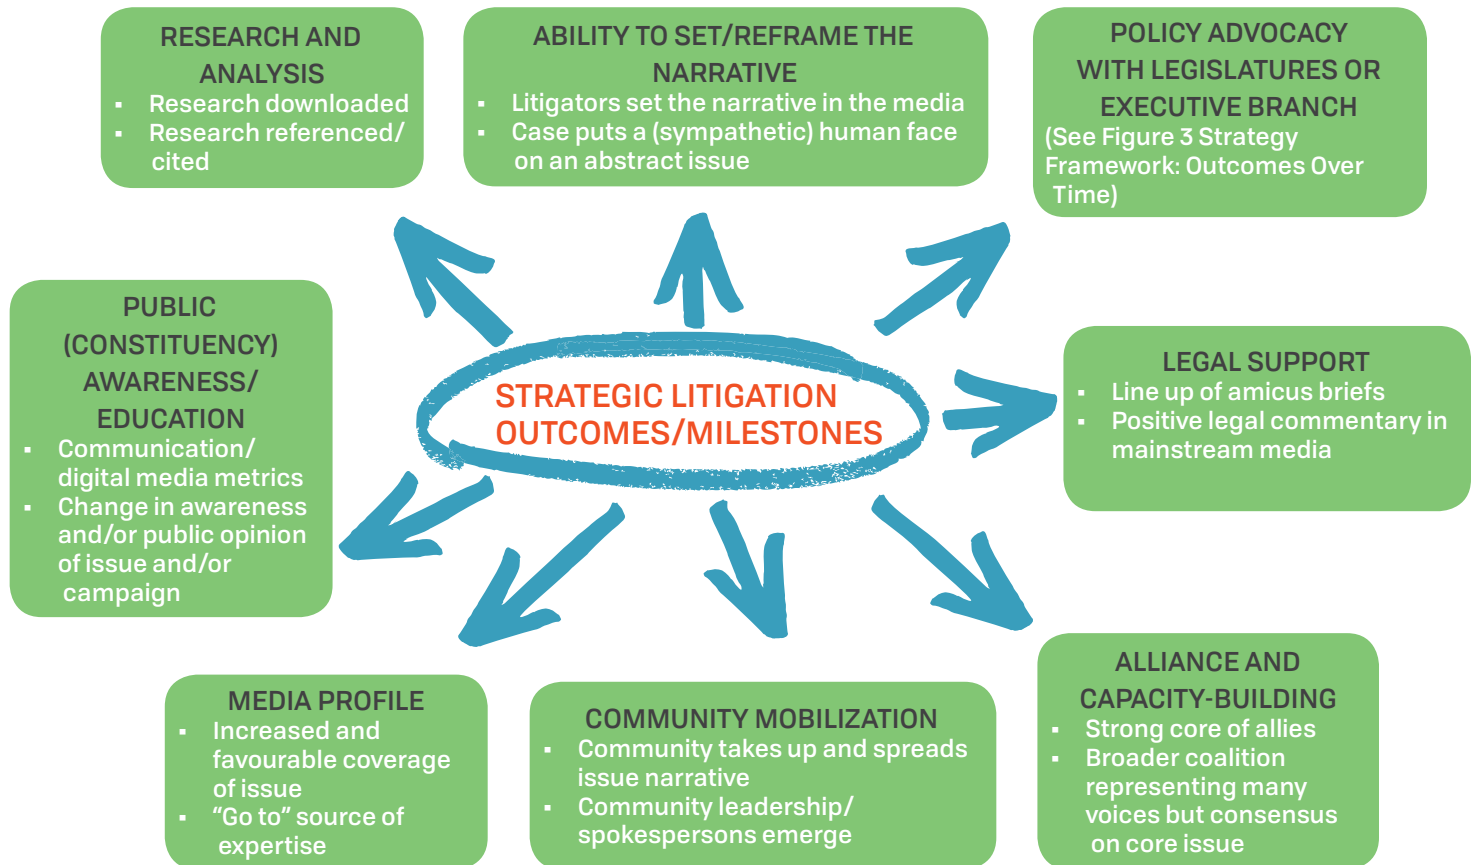 RESEARCH AND
ANALYSIS
▪ Research downloaded
▪ Research referenced/
cited
ABILITY TO SET/REFRAME THE
NARRATIVE
▪ Litigators set the narrative in the media
▪ Case puts a (sympathetic) human face
on an abstract issue
POLICY ADVOCACY
WITH LEGISLATURES OR
EXECUTIVE BRANCH
(See Figure 3 Strategy
Framework: Outcomes Over
Time)
PUBLIC
(CONSTITUENCY)
AWARENESS/
EDUCATION
▪ Communication/
digital media metrics
▪ Change in awareness
and/or public opinion
of issue and/or
campaign
STRATEGIC LITIGATION
OUTCOMES/MILESTONES
LEGAL SUPPORT
▪ Line up of amicus briefs
▪ Positive legal commentary in
mainstream media
MEDIA PROFILE
▪ Increased and
favourable coverage
of issue
▪ “Go to” source of
expertise
COMMUNITY MOBILIZATION
▪ Community takes up and spreads
issue narrative
▪ Community leadership/
spokespersons emerge
ALLIANCE AND
CAPACITY-BUILDING
▪ Strong core of allies
▪ Broader coalition
representing many
voices but consensus
on core issue